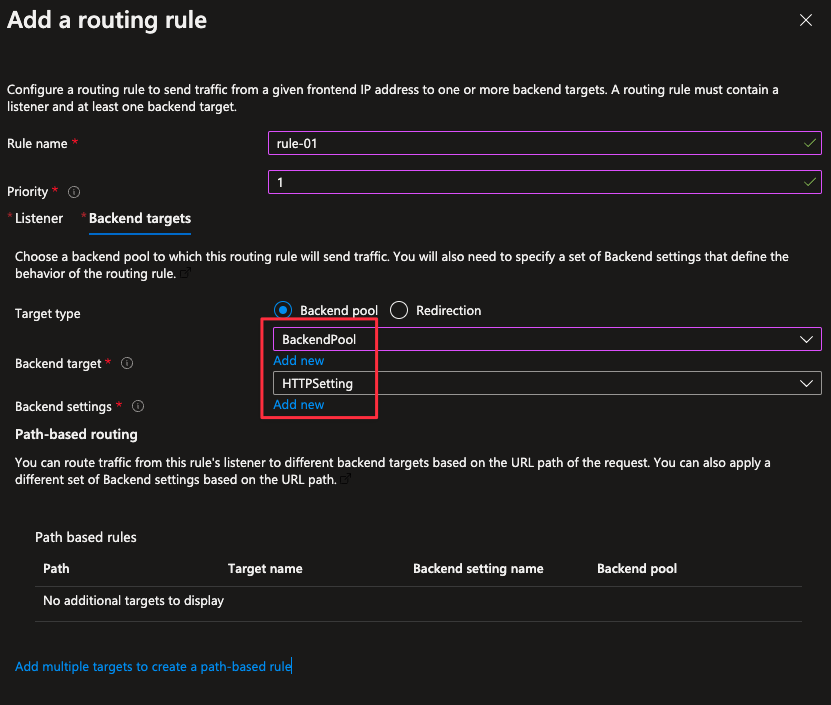 Add a routing rule
Configure a routing rule to send traffic from a given frontend IP address to one or more backend targets. A routing rule must contain a
listener and at least one backend target.
Rule name *
rule-01
Priority *
1
* Listener
* Backend targets
Choose a backend pool to which this routing rule will send traffic. You will also need to specify a set of Backend settings that define the
behavior of the routing rule.
Target type
Backend pool
Redirection
BackendPool
Backend target *
Add new
HTTPSetting
Backend settings *
Add new
Path-based routing
You can route traffic from this rule's listener to different backend targets based on the URL path of the request. You can also apply a
different set of Backend settings based on the URL path.
Path based rules
Path
Target name
Backend setting name
Backend pool
No additional targets to display
Add multiple targets to create a path-based rule